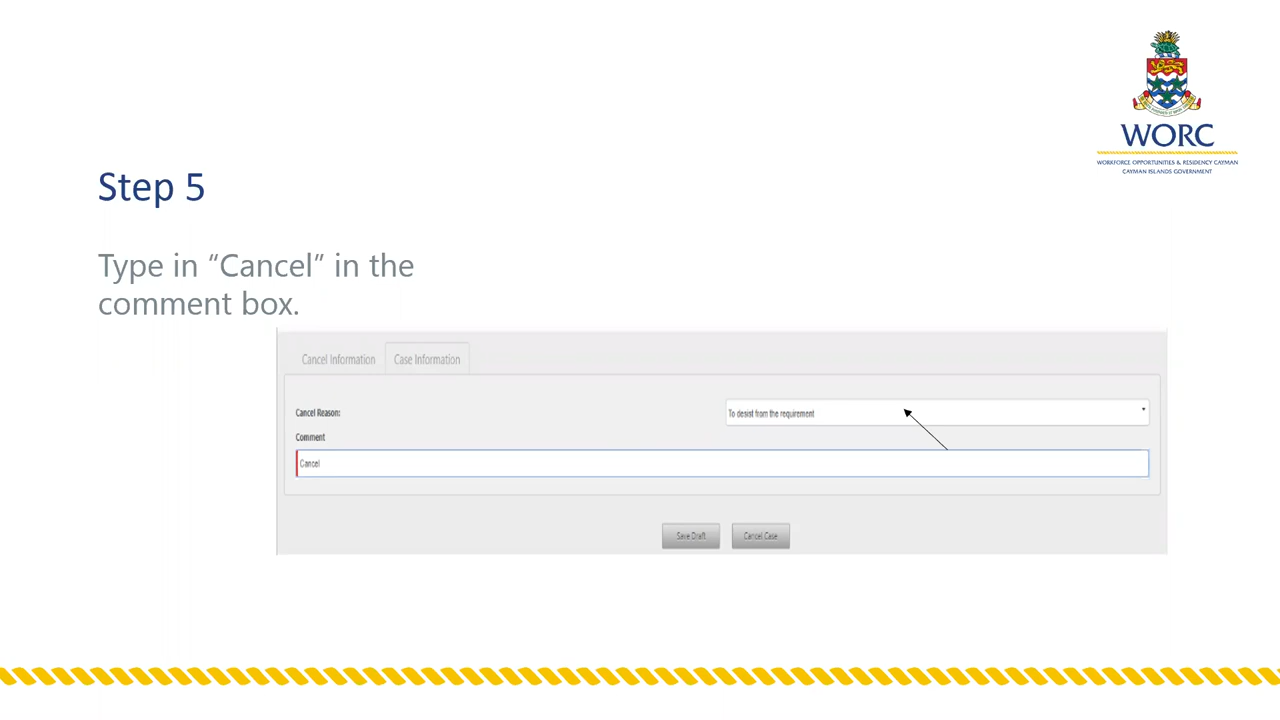 WORC
WORKFORCE OPPORTUNITIES & RESIDENCY CAYMAN
CAYMAN ISLANDS GOVERNMENT
Step 5
Type in “Cancel” in the
comment box.
Cancel Information
Case Information
Cancel Reason:
To desist from the requirement
Comment
Cancel
Save Draft
Cancel Case